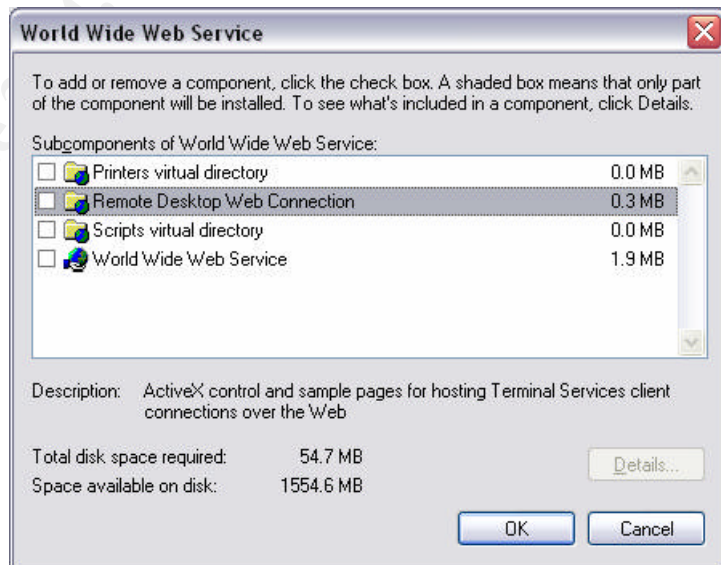 World Wide Web Service
To add or remove a component, click the check box. A shaded box means that only part
of the component will be installed. To see what's included in a component, click Details.
Subcomponents of World Wide Web Service:
Printers virtual directory 0.0 MB
Remote Desktop Web Connection 0.3 MB
Scripts virtual directory 0.0 MB
World Wide Web Service 1.9 MB
Description: ActiveX control and sample pages for hosting Terminal Services client
connections over the Web
Total disk space required: 54.7 MB
Details...
Space available on disk: 1554.6 MB
OK Cancel